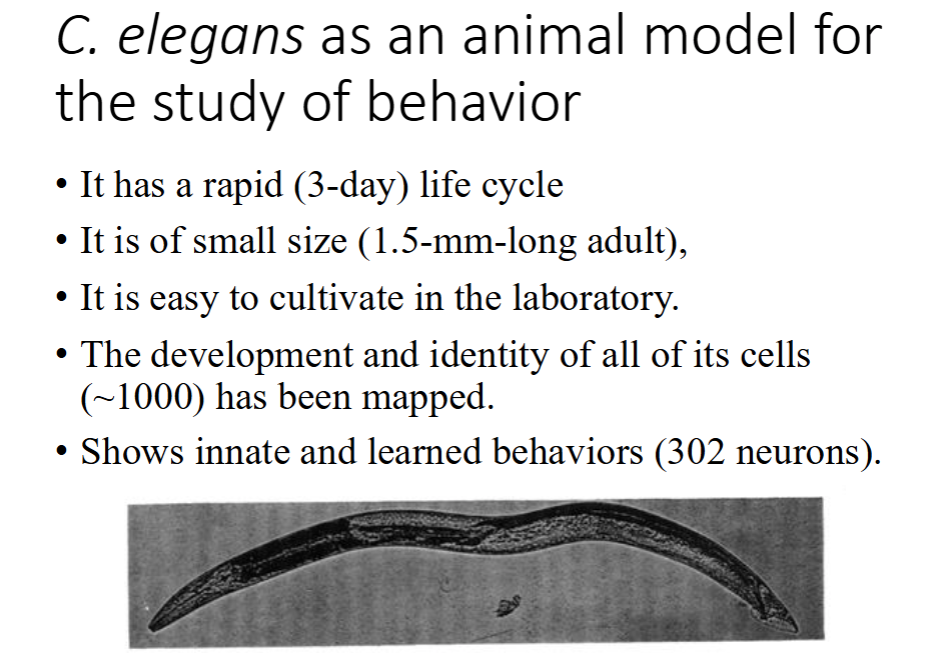 C. elegans as an animal model for
the study of behavior
• It has a rapid (3-day) life cycle
• It is of small size (1.5-mm-long adult),
• It is easy to cultivate in the laboratory.
• The development and identity of all of its cells
(~1000) has been mapped.
• Shows innate and learned behaviors (302 neurons).